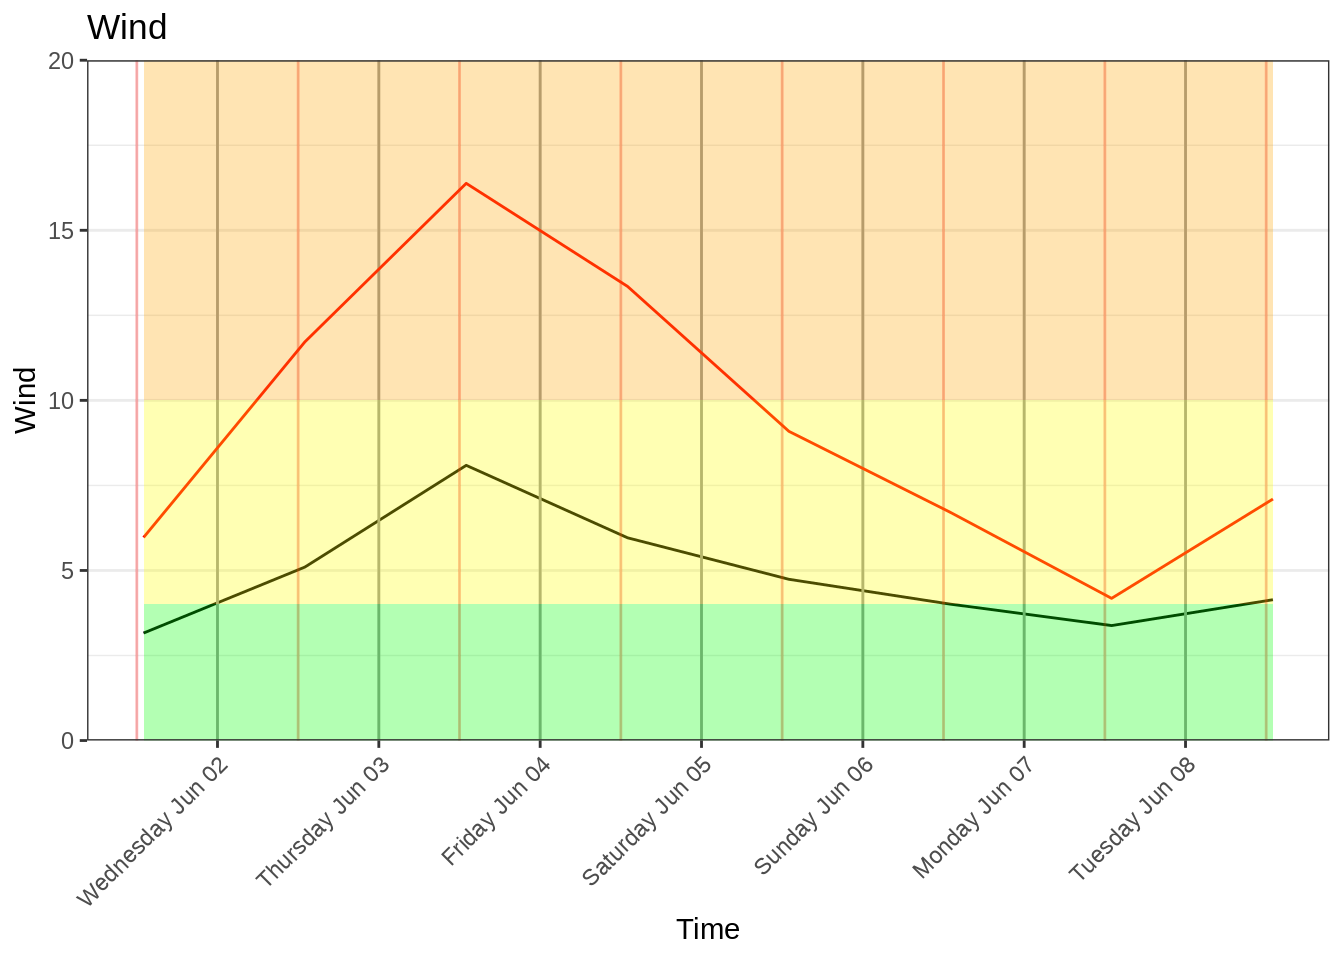 Wind
20
15
10
5
0
Wind
Wednesday Jun 02
Thursday Jun 03
Friday Jun 04
Saturday Jun 05
Sunday Jun 06
Monday Jun 07
Tuesday Jun 08
Time